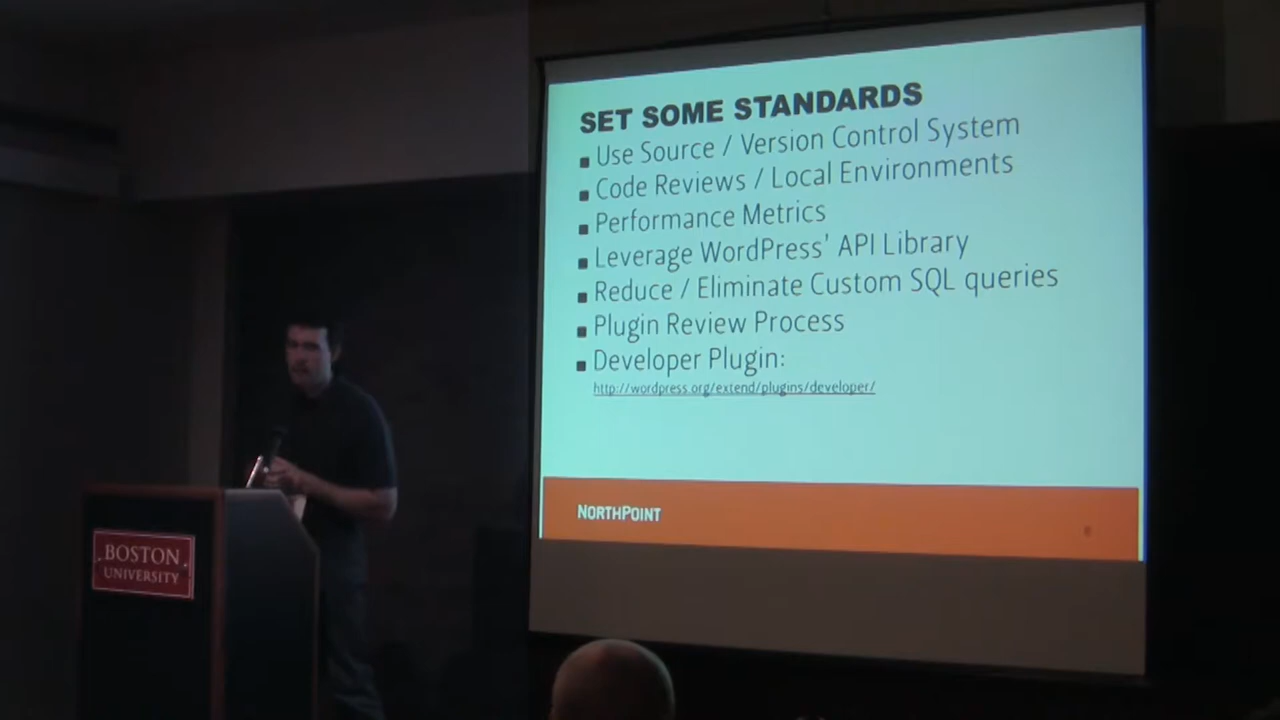 SET SOME STANDARDS
Use Source / Version Control System
Code Reviews / Local Environments
Performance Metrics
Leverage WordPress' API Library
Reduce / Eliminate Custom SQL queries
Plugin Review Process
Developer Plugin:
http://wordpress.org/extend/plugins/developer/
NORTHPOINT
BOSTON
UNIVERSITY